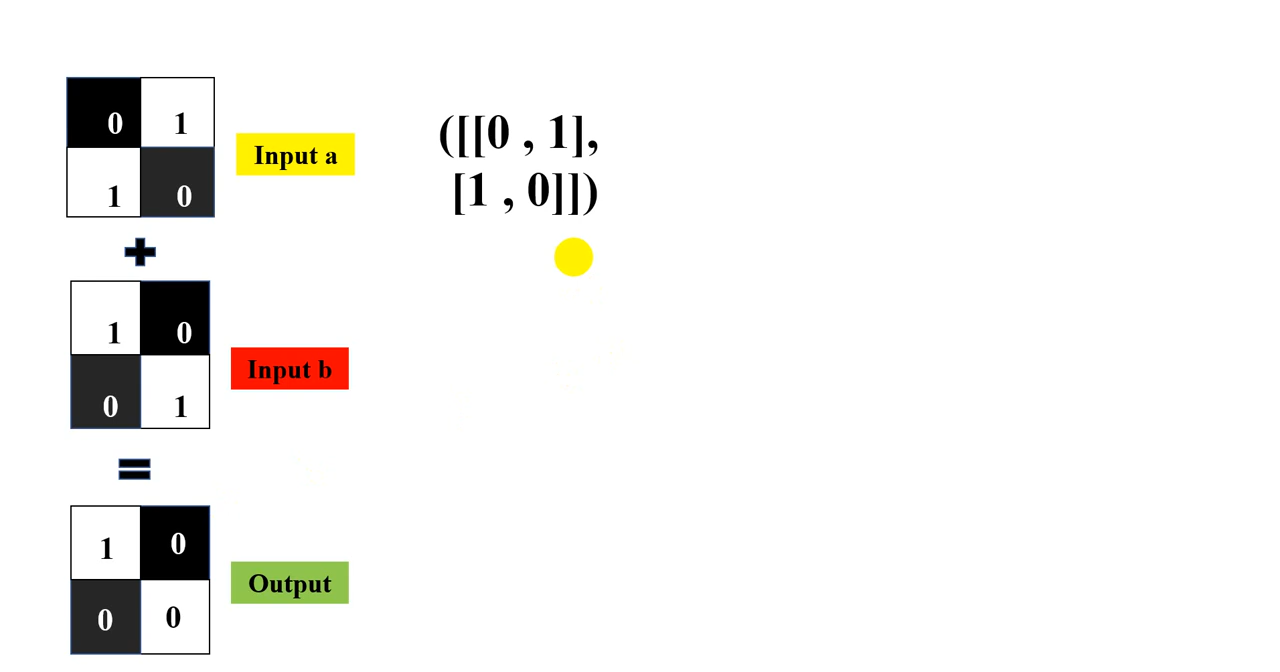 0 1
1 0
Input a
([[0 , 1],
[1 , 0]])
1 0
0 1
Input b
1 0
0 0
Output